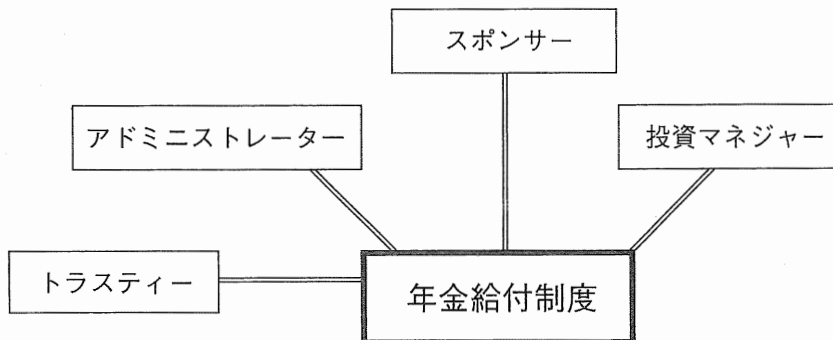 スポンサー
アドミニストレーター
投資マネジャー
トラスティー
年金給付制度